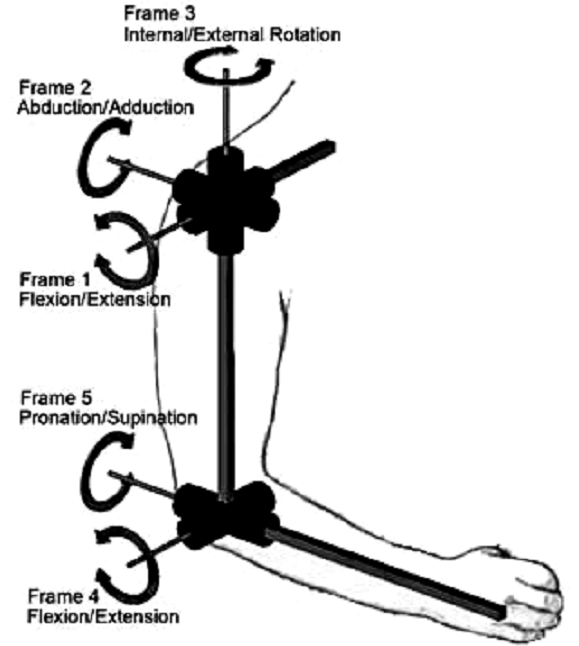 Frame 3
Internal/External Rotation
Frame 2
Abduction/Adduction
Frame 1
Flexion/Extension
Frame 5
Pronation/Supination
Frame 4
Flexion/Extension